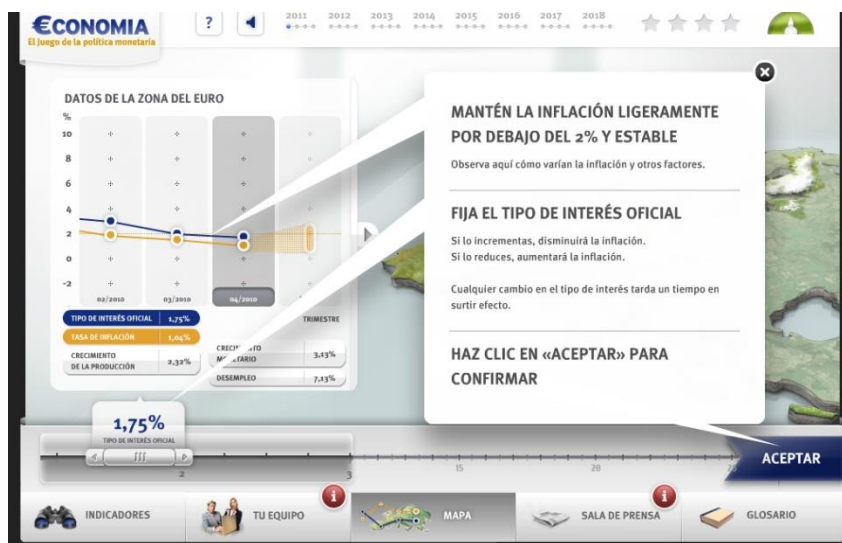 €CONOMIA
El juego de la política monetaria
?
2011 2012 2013 2014 2015 2016 2017 2018
DATOS DE LA ZONA DEL EURO
%
10
8
6
4
2
0
-2
02/2010 03/2010 04/2010
TIPO DE INTERÉS OFICIAL 1,75%
TRIMESTRE
TASA DE INFLACIÓN 1,04%
CRECIMIENTO
DE LA PRODUCCIÓN 2,32%
3,13%
DESEMPLEO 7,13%
MANTÉN LA INFLACIÓN LIGERAMENTE
POR DEBAJO DEL 2% Y ESTABLE
Observa aquí cómo varían la inflación y otros factores.
FIJA EL TIPO DE INTERÉS OFICIAL
Si lo incrementas, disminuirá la inflación.
Si lo reduces, aumentará la inflación.
Cualquier cambio en el tipo de interés tarda un tiempo en
surtir efecto.
HAZ CLIC EN «ACEPTAR» PARA
CONFIRMAR
1,75%
TIPO DE INTERÉS OFICIAL
2 3 15 20
ACEPTAR
INDICADORES
TU EQUIPO
i
MAPA
SALA DE PRENSA
i
GLOSARIO